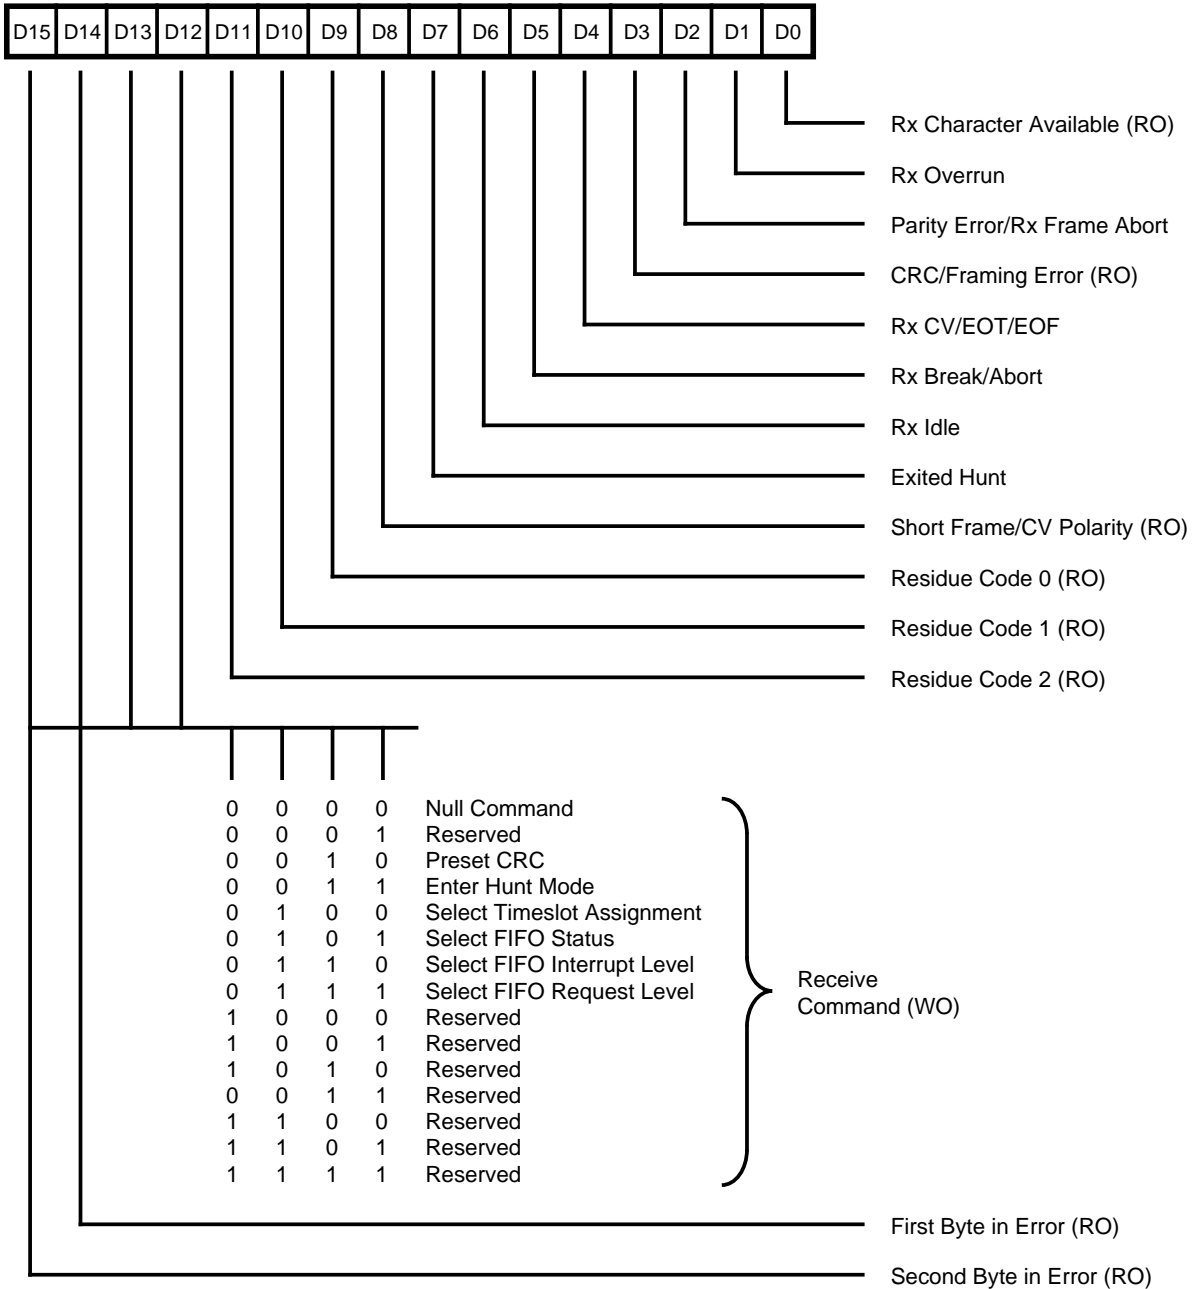 D15 D14 D13 D12 D11 D10 D9 D8 D7 D6 D5 D4 D3 D2 D1 D0
Rx Character Available (RO)
Rx Overrun
Parity Error/Rx Frame Abort
CRC/Framing Error (RO)
Rx CV/EOT/EOF
Rx Break/Abort
Rx Idle
Exited Hunt
Short Frame/CV Polarity (RO)
Residue Code 0 (RO)
Residue Code 1 (RO)
Residue Code 2 (RO)
0 0 0 0 Null Command
0 0 0 1 Reserved
0 0 1 0 Preset CRC
0 0 1 1 Enter Hunt Mode
0 1 0 0 Select Timeslot Assignment
0 1 0 1 Select FIFO Status
0 1 1 0 Select FIFO Interrupt Level
0 1 1 1 Select FIFO Request Level
1 0 0 0 Reserved
1 0 0 1 Reserved
1 0 1 0 Reserved
0 0 1 1 Reserved
1 1 0 0 Reserved
1 1 0 1 Reserved
1 1 1 1 Reserved
Receive
Command (WO)
First Byte in Error (RO)
Second Byte in Error (RO)